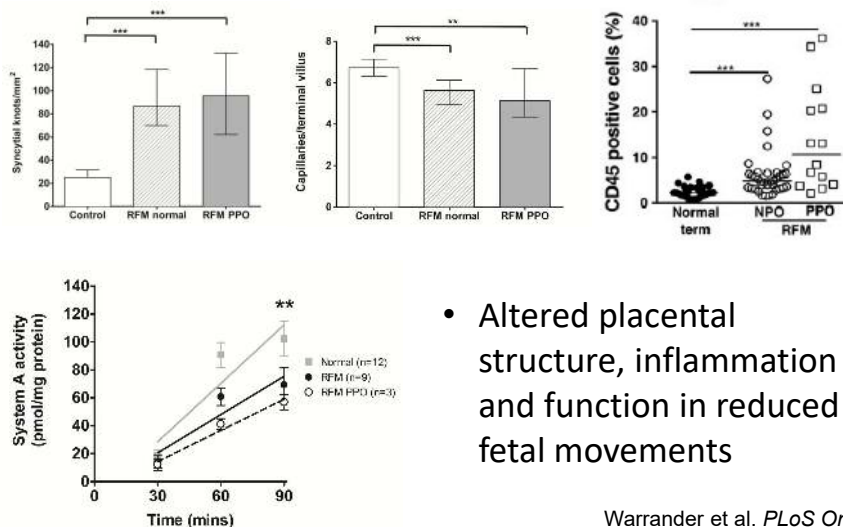 ***
***
Syncytial knots/mm²
140
120
100
80
60
40
20
0
Control
RFM normal
RFM PPO
**
***
Capillaries/terminal villus
8
6
4
2
0
Control
RFM normal
RFM PPO
***
***
CD45 positive cells (%)
40
30
20
10
0
Normal
term
NPO
PPO
RFM
System A activity
(pmol/mg protein)
140
120
100
80
60
40
20
0
0
30
60
90
Time (mins)
**
Normal (n=12)
RFM (n=9)
RFM PPO (n=3)
• Altered placental
structure, inflammation
and function in reduced
fetal movements
Warrander et al. PLoS On